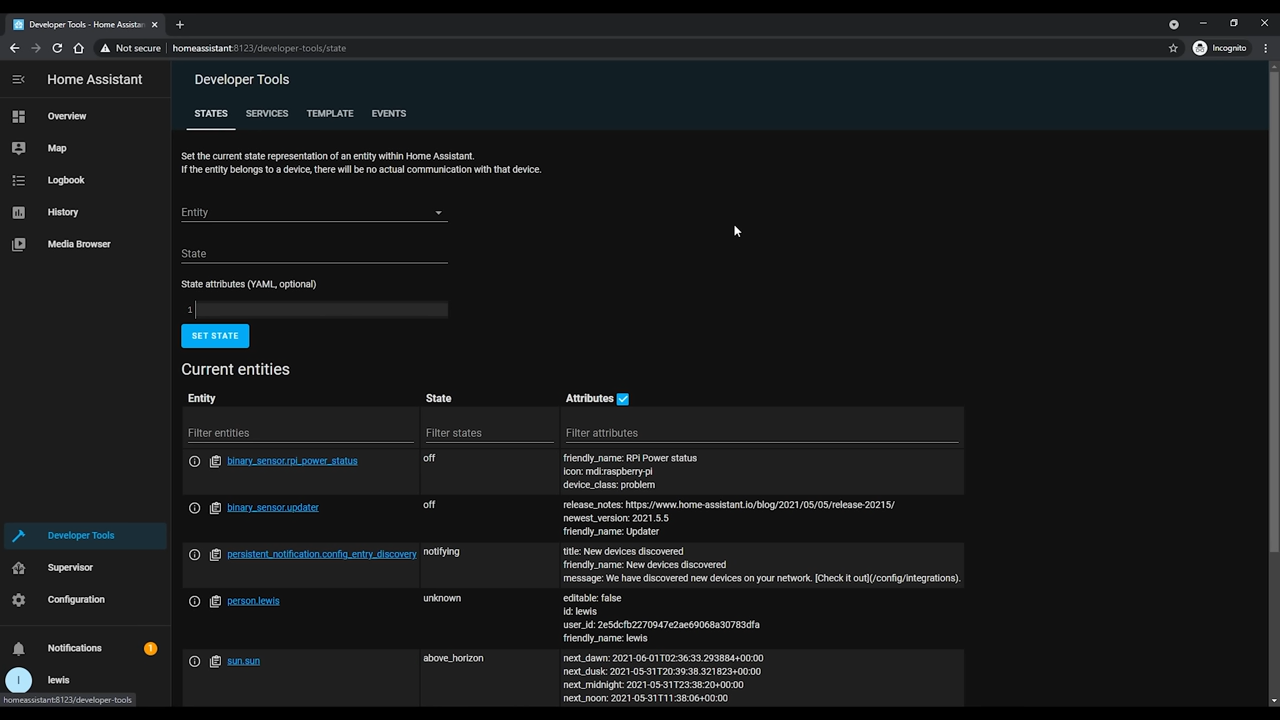 Developer Tools - Home Assistan
Not secure
homeassistant:8123/developer-tools/state
Incognito
Home Assistant
Developer Tools
STATES
SERVICES
TEMPLATE
EVENTS
Overview
Map
Logbook
History
Media Browser
Developer Tools
Supervisor
Configuration
Notifications
1
l
lewis
homeassistant:8123/developer-tools
Set the current state representation of an entity within Home Assistant.
If the entity belongs to a device, there will be no actual communication with that device.
Entity
State
State attributes (YAML, optional)
1
SET STATE
Current entities
Entity State Attributes
Filter entities Filter states Filter attributes
binary_sensor.rpi_power_status
off
friendly_name: RPi Power status
icon: mdi:raspberry-pi
device_class: problem
binary_sensor.updater
off
release_notes: https://www.home-assistant.io/blog/2021/05/05/release-20215/
newest_version: 2021.5.5
friendly_name: Updater
persistent_notification.config_entry_discovery
notifying
title: New devices discovered
friendly_name: New devices discovered
message: We have discovered new devices on your network. [Check it out](/config/integrations).
person.lewis
unknown
editable: false
id: lewis
user_id: 2e5dcfb2270947e2ae69068a30783dfa
friendly_name: lewis
sun.sun
above_horizon
next_dawn: 2021-06-01T02:36:33.293884+00:00
next_dusk: 2021-05-31T20:39:38.321823+00:00
next_midnight: 2021-05-31T23:38:20+00:00
next_noon: 2021-05-31T11:38:06+00:00